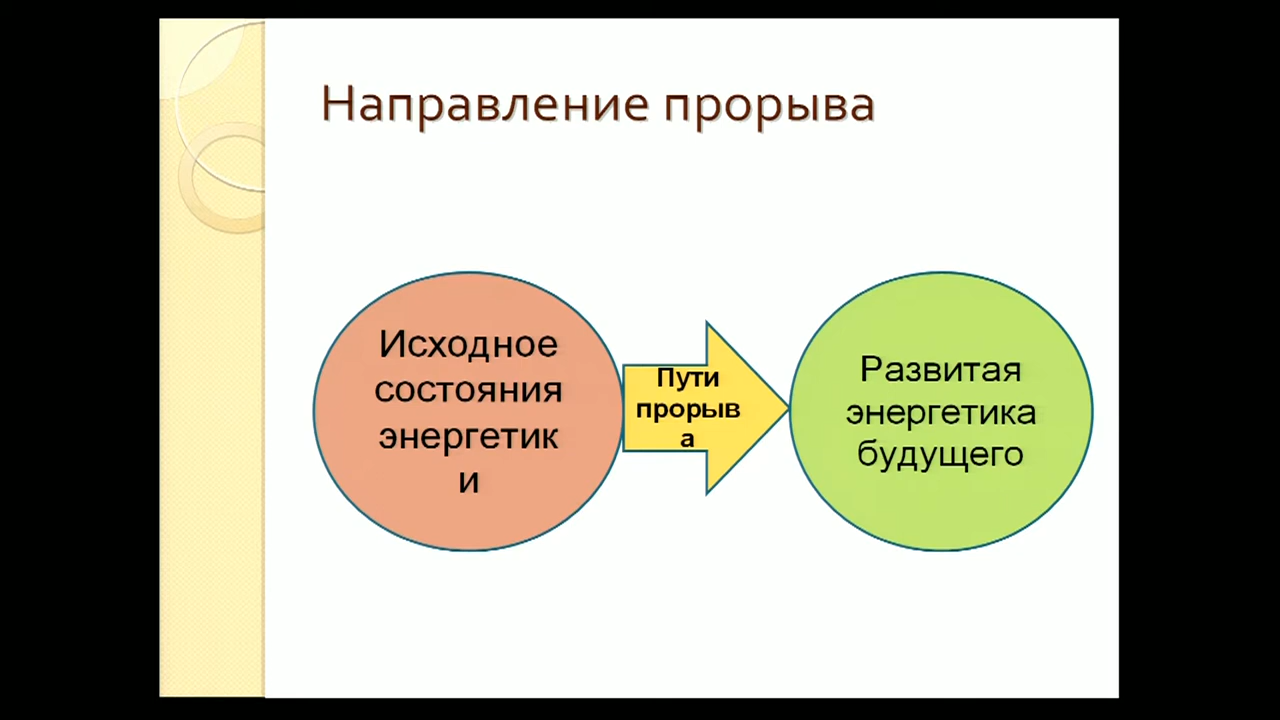 Направление прорыва
Исходное
состояния
энергетик
и
Пути
прорыв
а
Развитая
энергетика
будущего